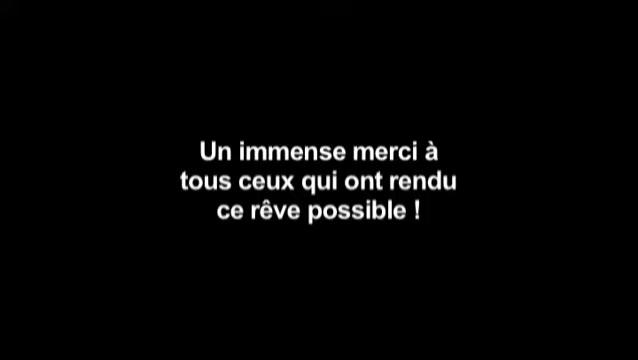 Un immense merci à
tous ceux qui ont rendu
ce rêve possible !